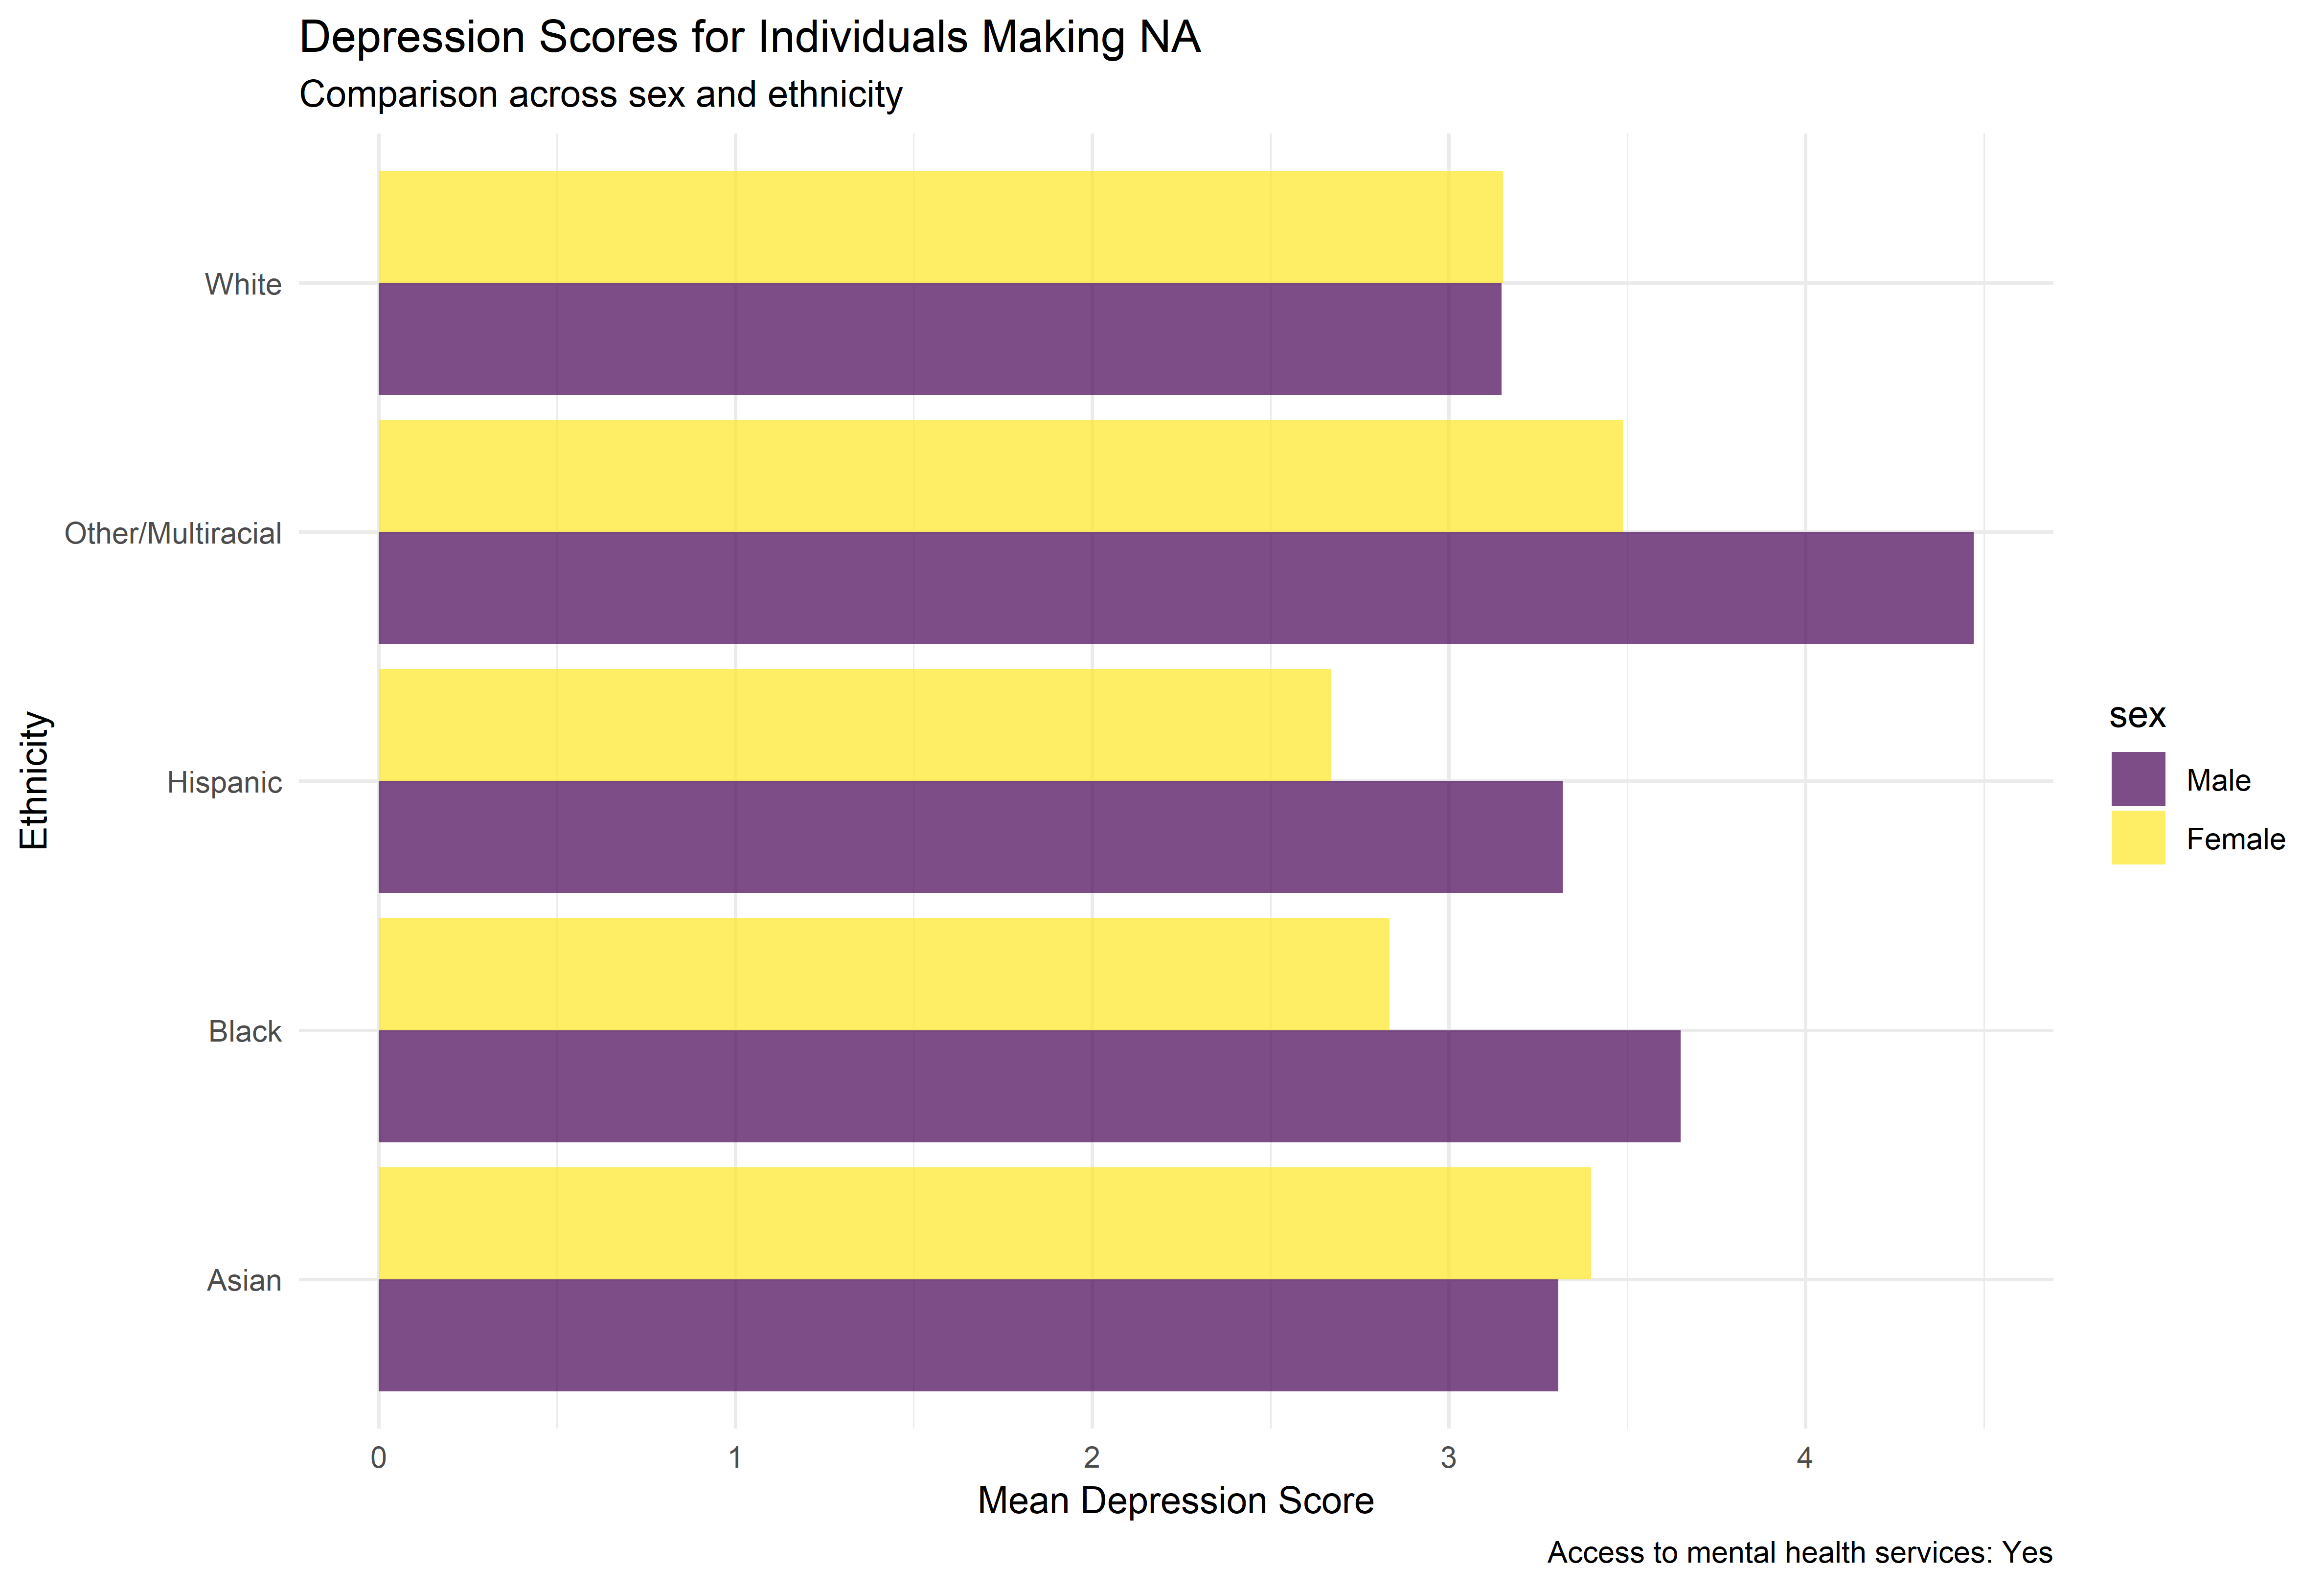 Depression Scores for Individuals Making NA
Comparison across sex and ethnicity
Ethnicity
White
Other/Multiracial
Hispanic
Black
Asian
0 1 2 3 4
Mean Depression Score
sex
Male
Female
Access to mental health services: Yes